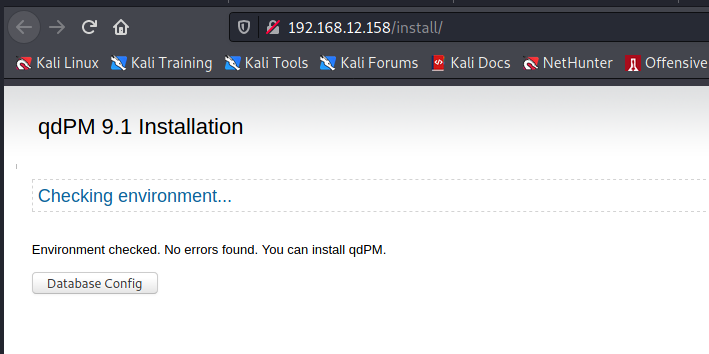 192.168.12.158/install/
Kali Linux Kali Training Kali Tools Kali Forums Kali Docs NetHunter Offensive
qdPM 9.1 Installation
Checking environment...
Environment checked. No errors found. You can install qdPM.
Database Config